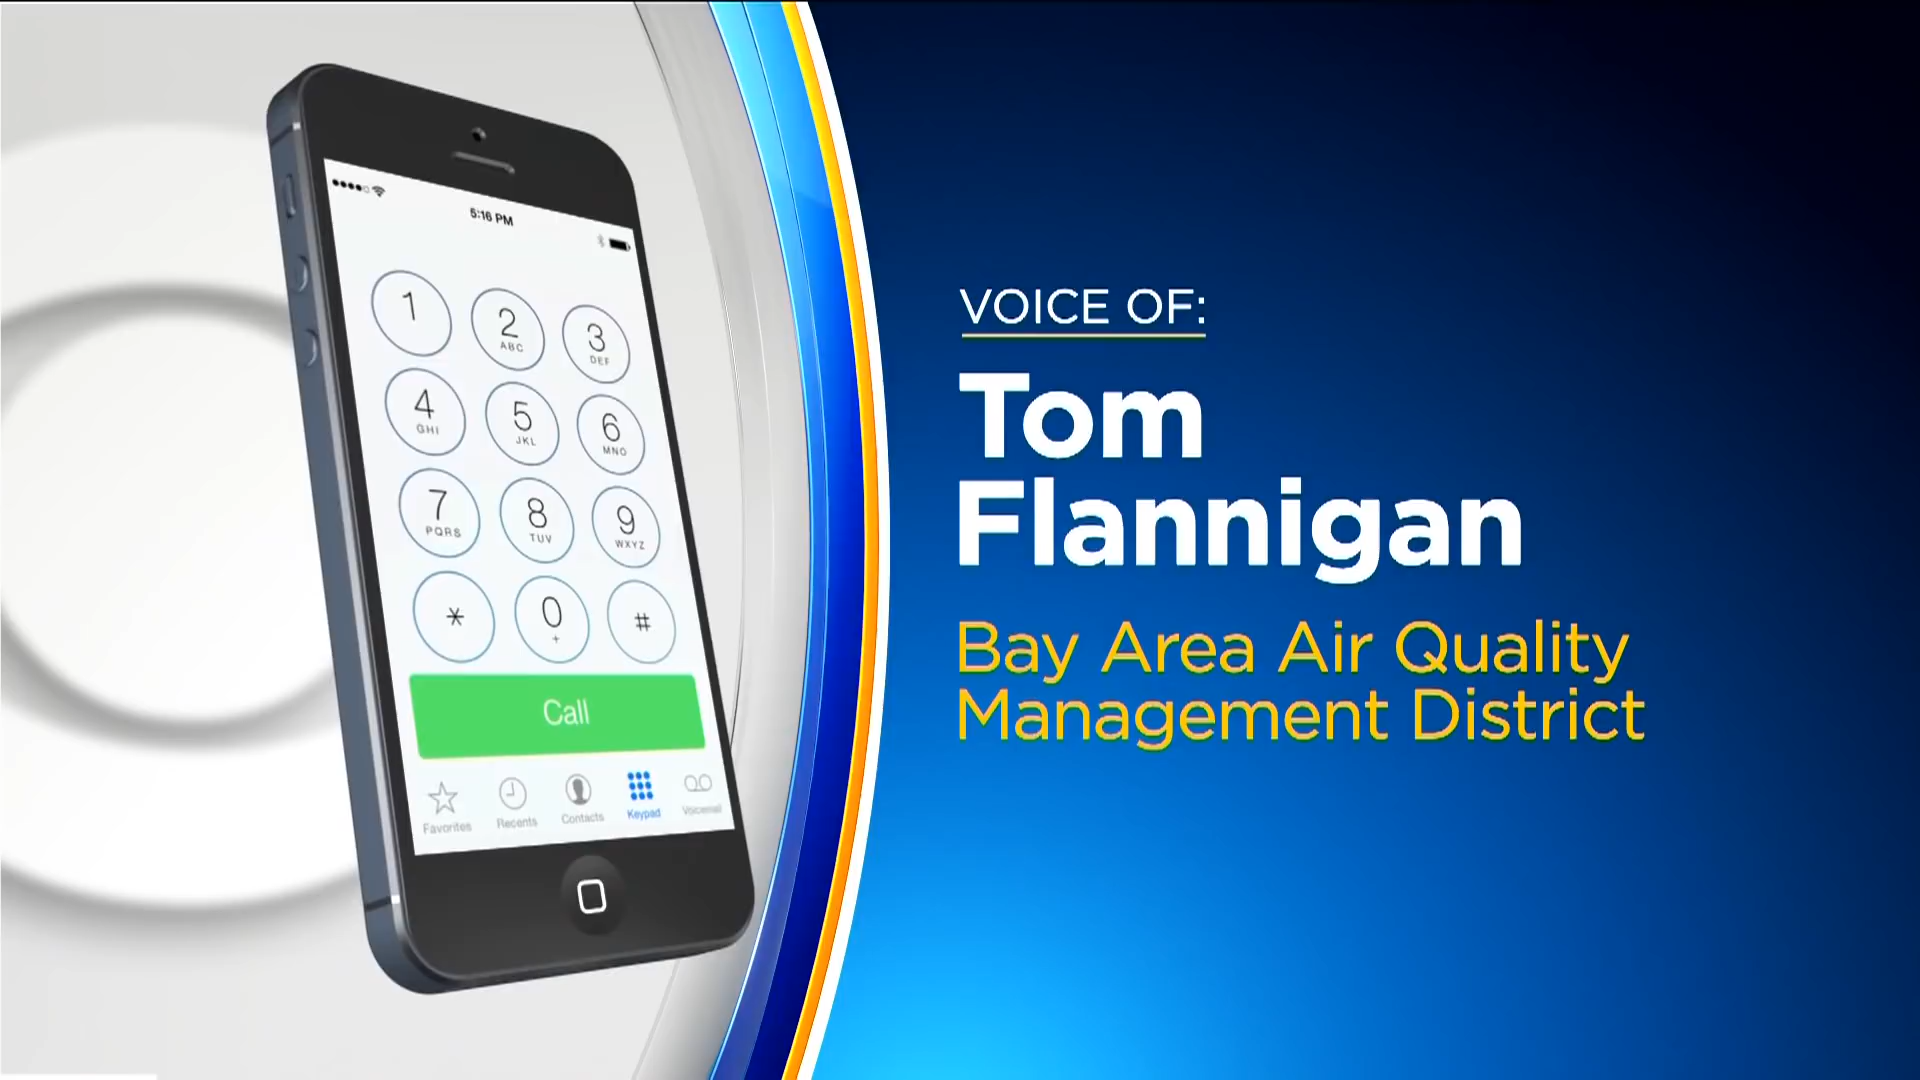 5:16 PM
1
2
ABC
3
DEF
4
GHI
5
JKL
6
MNO
7
PQRS
8
TUV
9
WXYZ
*
0
+
#
Call
Favorites
Recents
Contacts
Keypad
Voicemail
VOICE OF:
Tom
Flannigan
Bay Area Air Quality
Management District